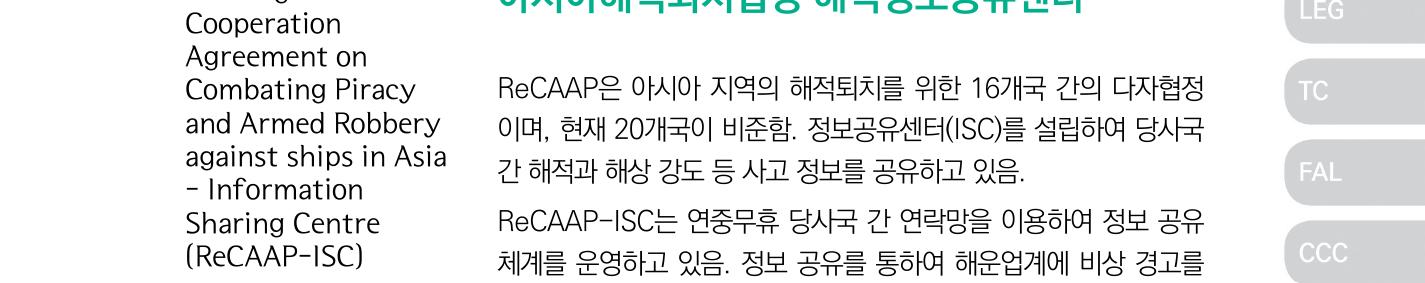 Cooperation
Agreement on
Combating Piracy
and Armed Robbery
against ships in Asia
- Information
Sharing Centre
(ReCAAP-ISC)
ReCAAP은 아시아 지역의 해적퇴치를 위한 16개국 간의 다자협정
이며, 현재 20개국이 비준함. 정보공유센터(ISC)를 설립하여 당사국
간 해적과 해상 강도 등 사고 정보를 공유하고 있음.
ReCAAP-ISC는 연중무휴 당사국 간 연락망을 이용하여 정보 공유
체계를 운영하고 있음. 정보 공유를 통하여 해운업계에 비상 경고를
LEG
TC
FAL
CCC